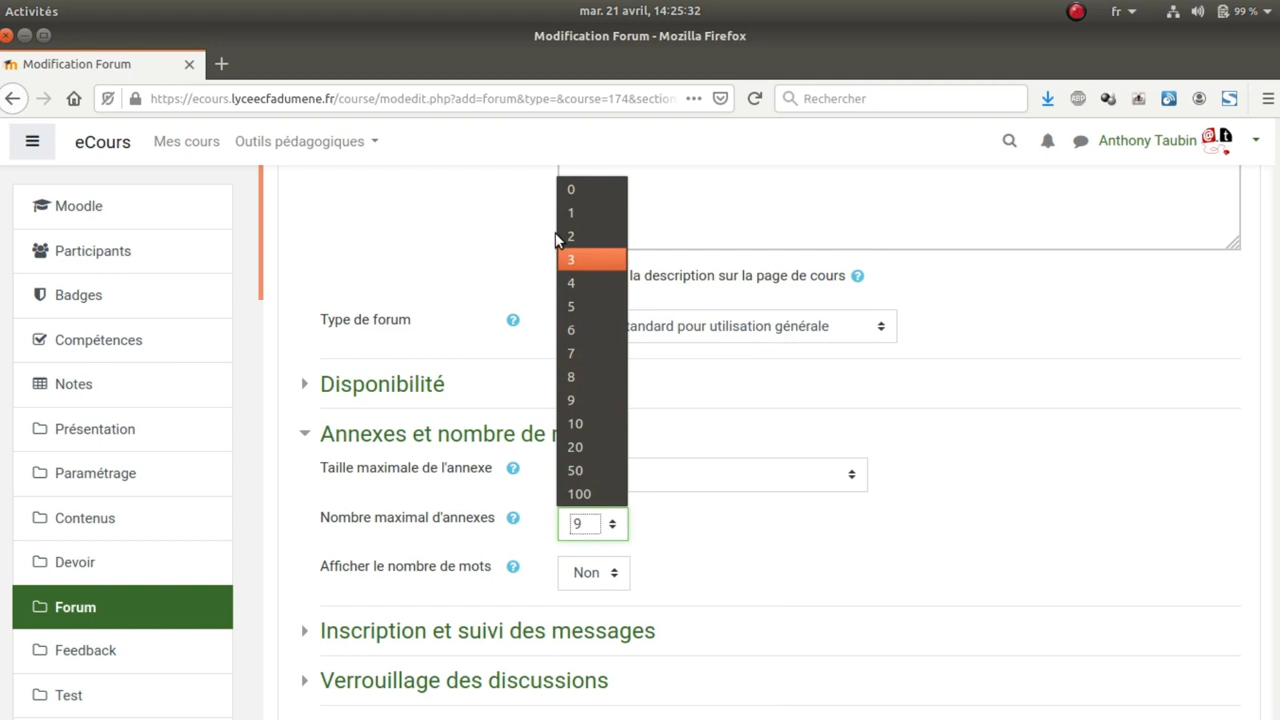 Activités
mar. 21 avril, 14:25:32
fr
99 %
Modification Forum - Mozilla Firefox
Modification Forum
https://ecours.lyceecfadumene.fr/course/modedit.php?add=forum&type=&course=174&section
Rechercher
ABP
eCours
Mes cours
Outils pédagogiques
Anthony Taubin
Moodle
Participants
Badges
Compétences
Notes
Présentation
Paramétrage
Contenus
Devoir
Forum
Feedback
Test
0
1
2
3
4
5
6
7
8
9
10
20
50
100
la description sur la page de cours
Type de forum
tandard pour utilisation générale
Disponibilité
Annexes et nombre de
Taille maximale de l'annexe
Nombre maximal d'annexes
9
Afficher le nombre de mots
Non
Inscription et suivi des messages
Verrouillage des discussions